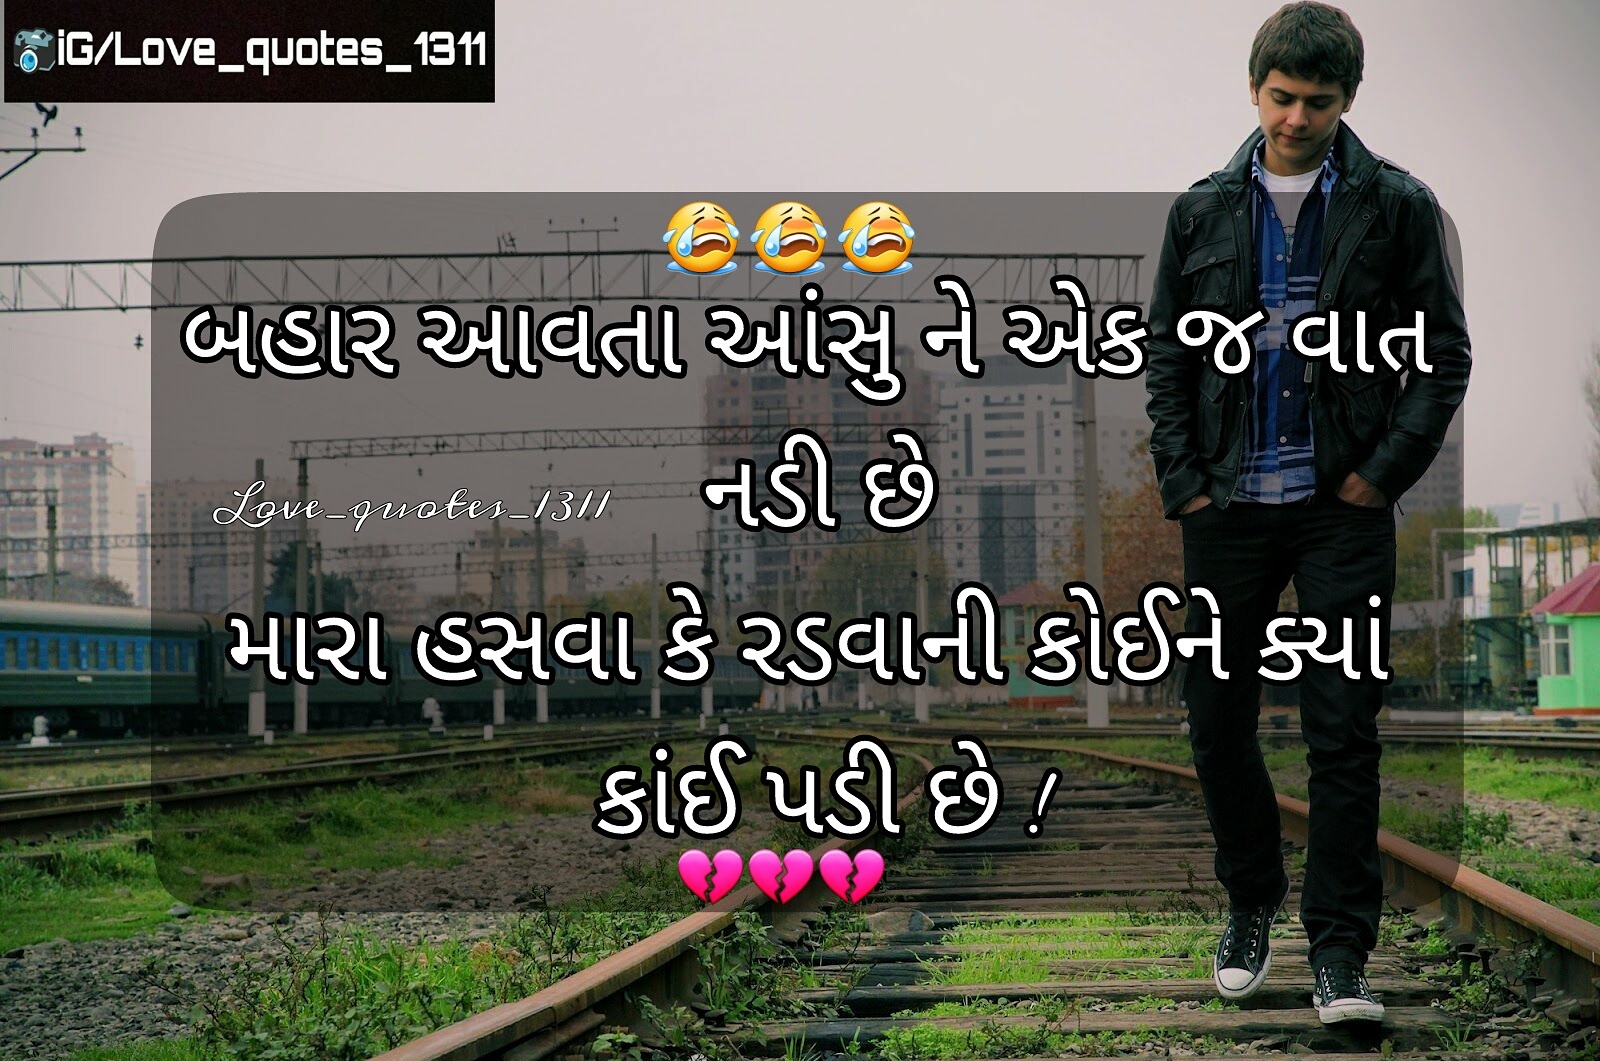 iG/Love_quotes_1311
😭😭😭
બહાર આવતા આંસુ ને એક જ વાત
નડી છે
Love_quotes_1311
મારા હસવા કે રડવાની કોઈને ક્યાં
કાંઈ પડી છે !
💔💔💔